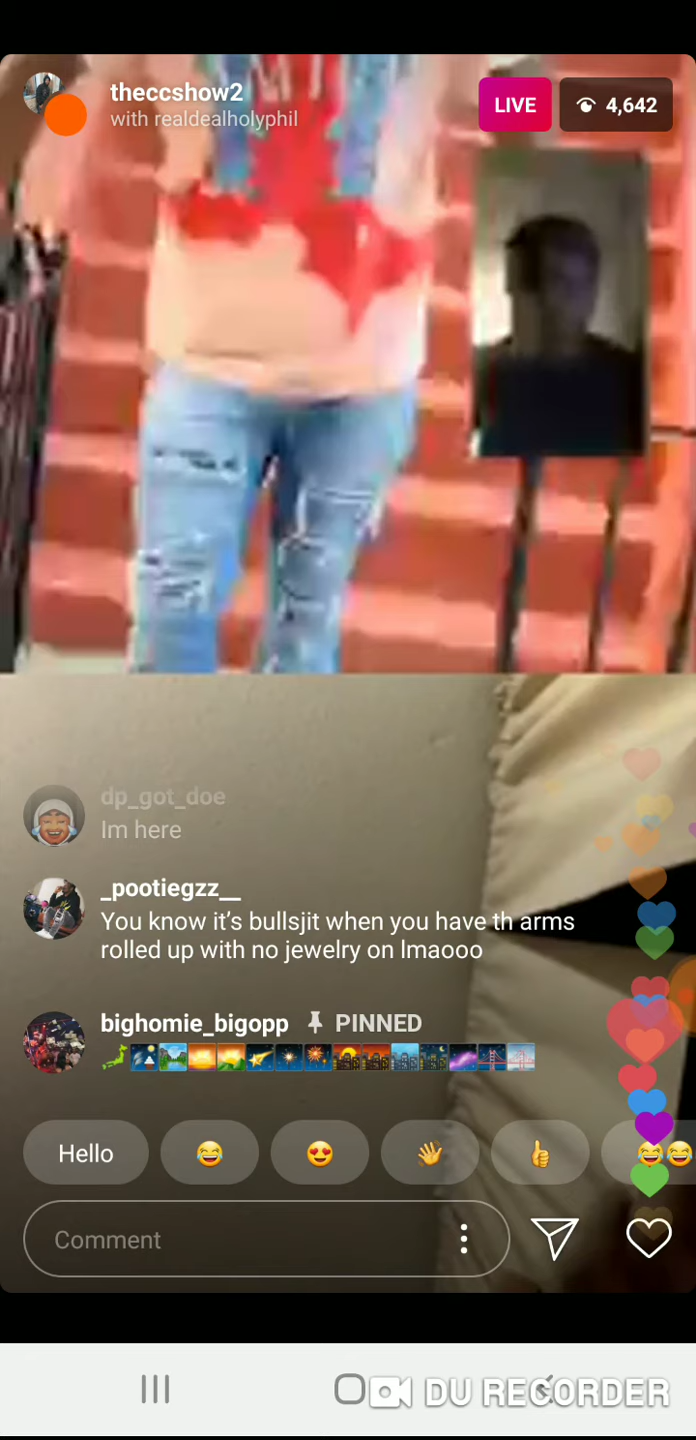 theccshow2
with realdealholyphil
LIVE
4,642
dp_got_doe
Im here
_pootiegzz__
You know it's bullsjit when you have th arms
rolled up with no jewelry on lmaooo
bighomie_bigopp PINNED
Hello
Comment
DU RECORDER